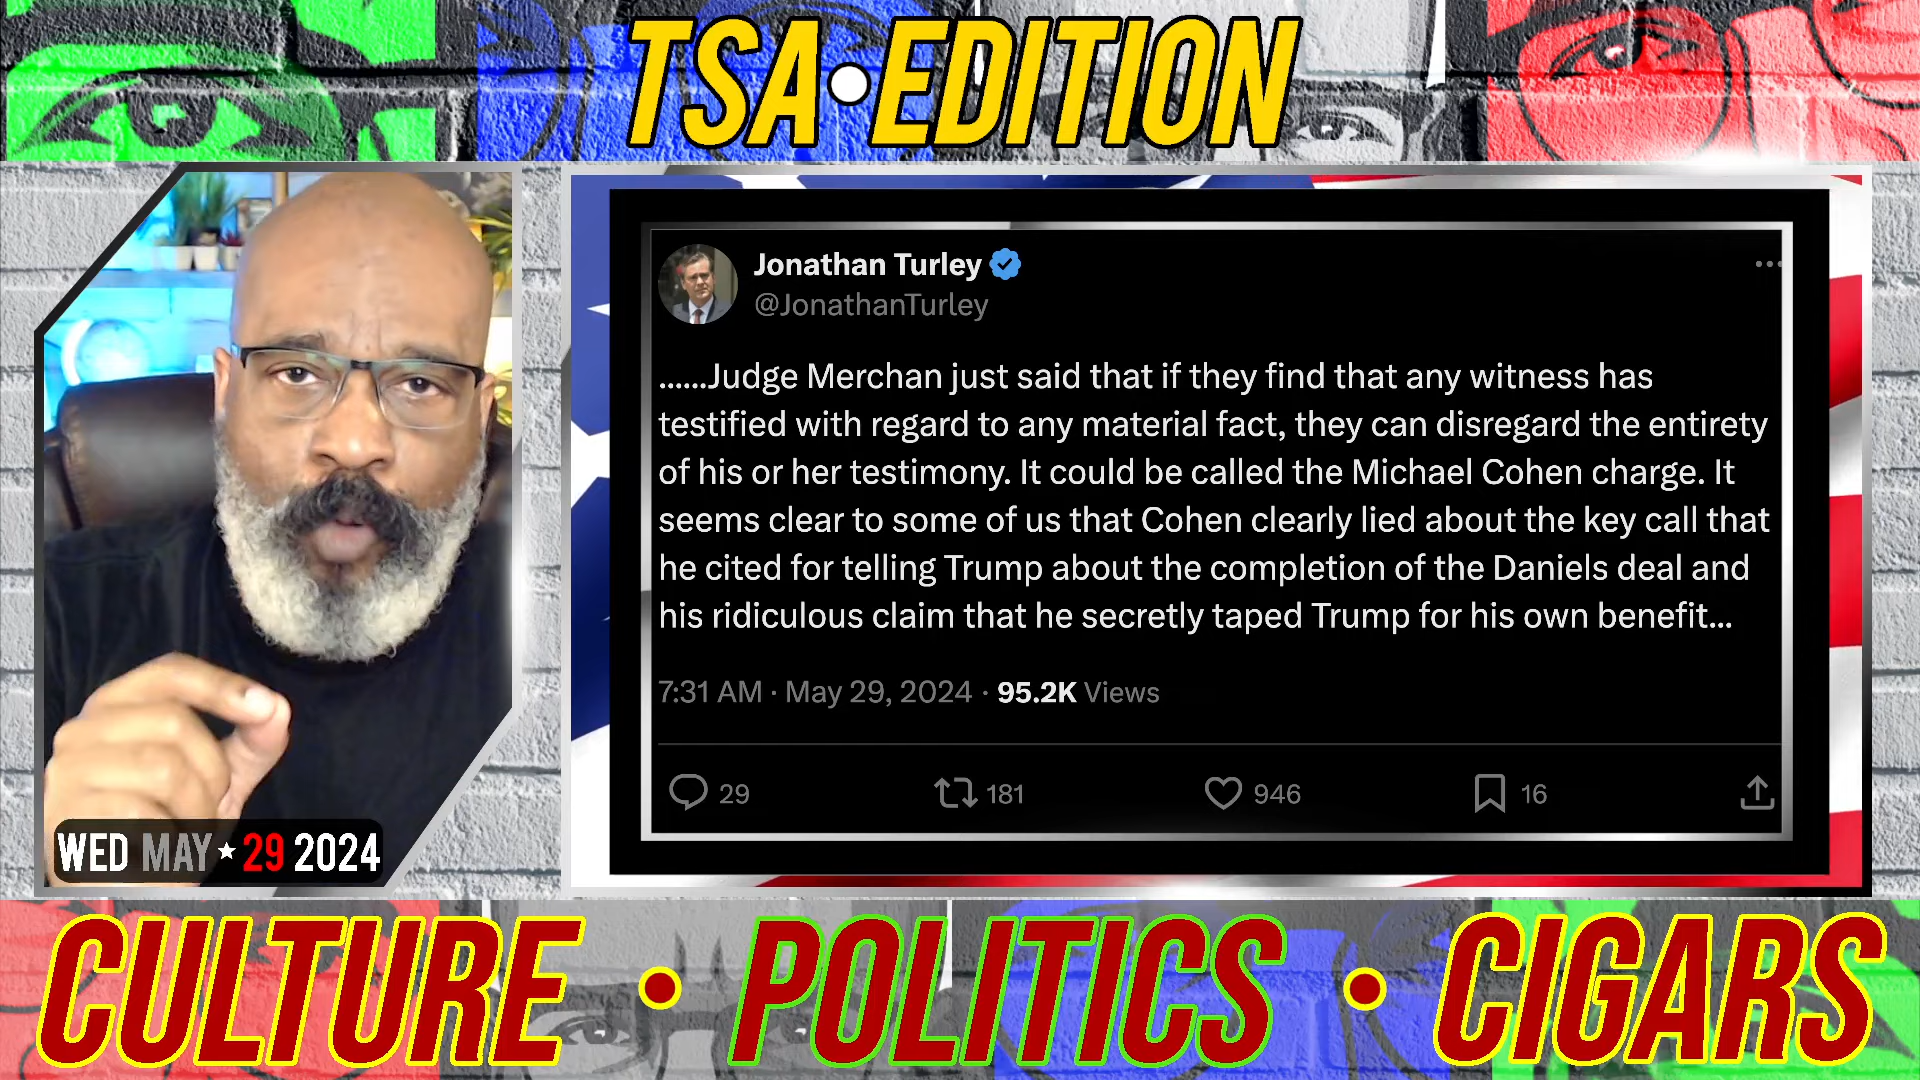 TSA•EDITION
Jonathan Turley
@JonathanTurley
......Judge Merchan just said that if they find that any witness has
testified with regard to any material fact, they can disregard the entirety
of his or her testimony. It could be called the Michael Cohen charge. It
seems clear to some of us that Cohen clearly lied about the key call that
he cited for telling Trump about the completion of the Daniels deal and
his ridiculous claim that he secretly taped Trump for his own benefit...
7:31 AM · May 29, 2024 · 95.2K Views
29 181 946 16
WED MAY★29 2024
CULTURE • POLITICS • CIGARS